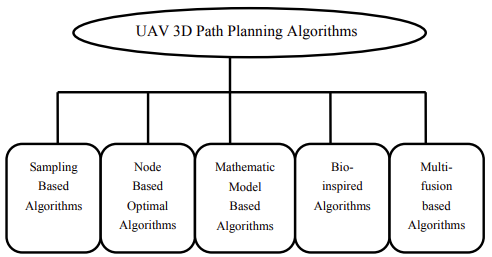 UAV 3D Path Planning Algorithms
Sampling
Based
Algorithms
Node
Based
Optimal
Algorithms
Mathematic
Model
Based
Algorithms
Bio-
inspired
Algorithms
Multi-
fusion
based
Algorithms